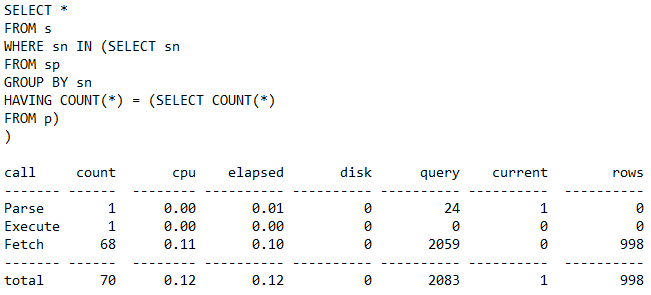 SELECT *
FROM s
WHERE sn IN (SELECT sn
FROM sp
GROUP BY sn
HAVING COUNT(*) = (SELECT COUNT(*)
FROM p)
)
call     count       cpu    elapsed       disk      query    current        rows
------- ------  -------- ---------- ---------- ---------- ----------  ----------
Parse        1      0.00       0.01          0         24          1           0
Execute      1      0.00       0.00          0          0          0           0
Fetch       68      0.11       0.10          0       2059          0         998
------- ------  -------- ---------- ---------- ---------- ----------  ----------
total       70      0.12       0.12          0       2083          1         998